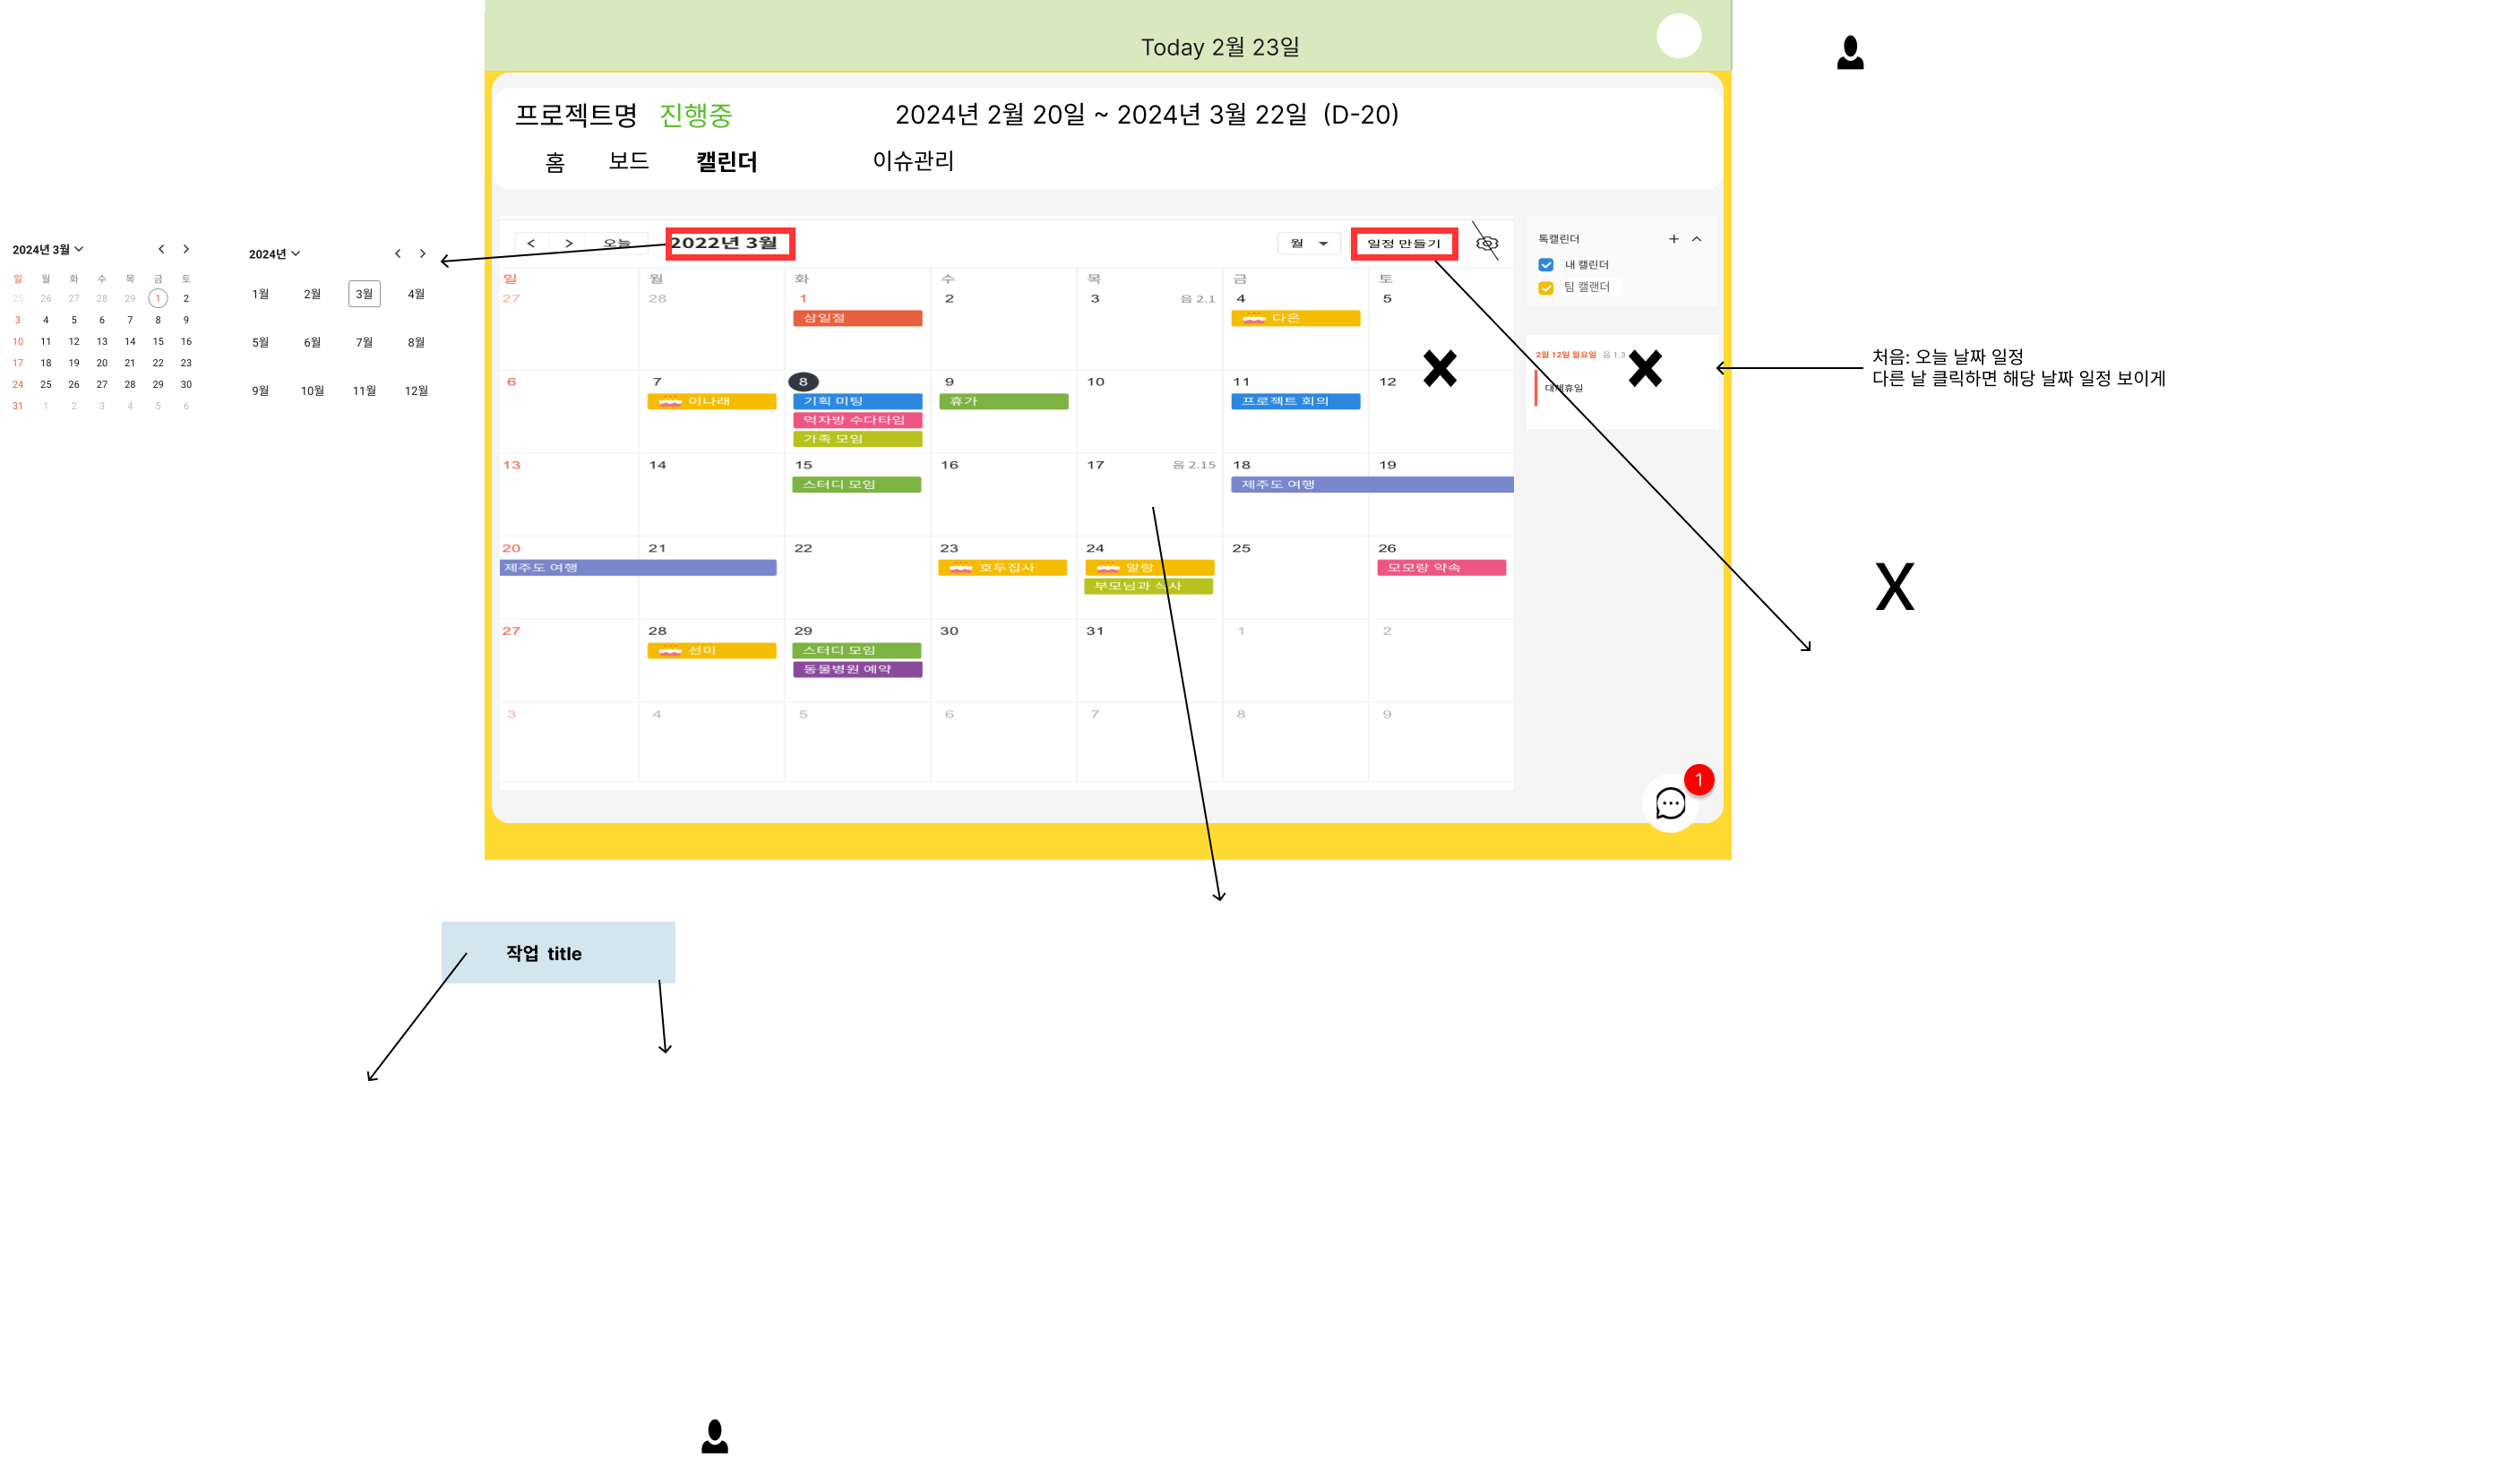 Today 2월 23일
프로젝트명 진행중 2024년 2월 20일 ~ 2024년 3월 22일 (D-20)
홈 보드 캘린더 이슈관리
2024년 3월
일 월 화 수 목 금 토
25 26 27 28 29 1 2
3 4 5 6 7 8 9
10 11 12 13 14 15 16
17 18 19 20 21 22 23
24 25 26 27 28 29 30
31 1 2 3 4 5 6
2024년
1월 2월 3월 4월
5월 6월 7월 8월
9월 10월 11월 12월
< > 오늘 2022년 3월 월 일정 만들기
일 월 화 수 목 금 토
27 28 1 2 3 음 2.1 4 5
삼일절 다은
6 7 8 9 10 11 12
이나래 기획 미팅 휴가 프로젝트 회의
먹자방 수다타임
가족 모임
13 14 15 16 17 음 2.15 18 19
스터디 모임 제주도 여행
20 21 22 23 24 25 26
제주도 여행 호두집사 말랑 모모랑 약속
부모님과 식사
27 28 29 30 31 1 2
선미 스터디 모임
동물병원 예약
3 4 5 6 7 8 9
톡캘린더
내 캘린더
팀 캘랜더
2월 12일 월요일 음 1.3
대체휴일
처음: 오늘 날짜 일정
다른 날 클릭하면 해당 날짜 일정 보이게
X
1
작업 title